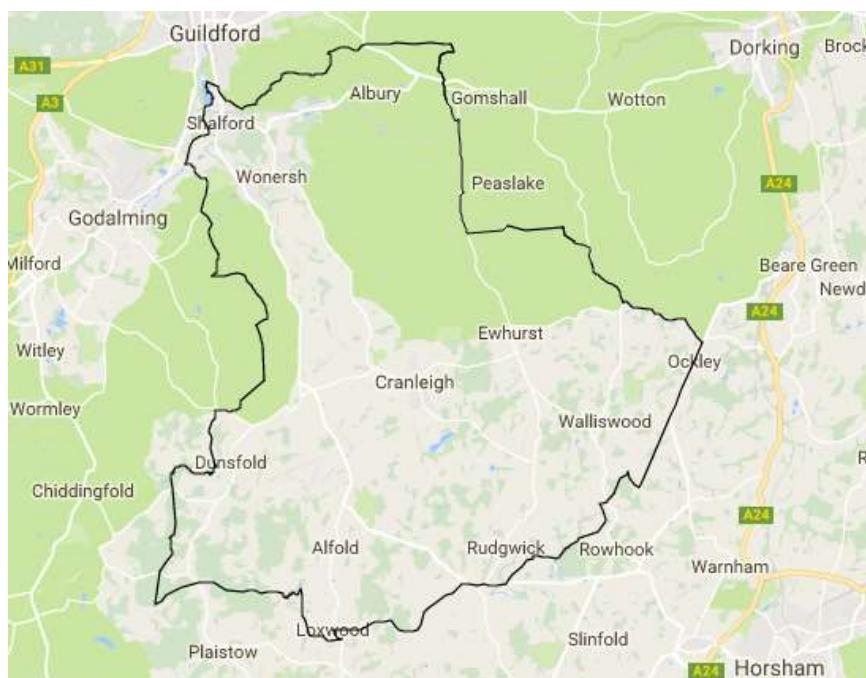 Guildford
Dorking
Brock
A31
A3
Albury
Gomshall
Wotton
Shalford
Wonersh
Peaslake
A24
Godalming
Milford
Beare Green
Newd
A24
Ewhurst
Witley
Ockley
Cranleigh
Wormley
Walliswood
Dunsfold
R
Chiddingfold
A24
Alfold
Rudgwick
Rowhook
Warnham
Loxwood
Slinfold
Plaistow
A24
Horsham